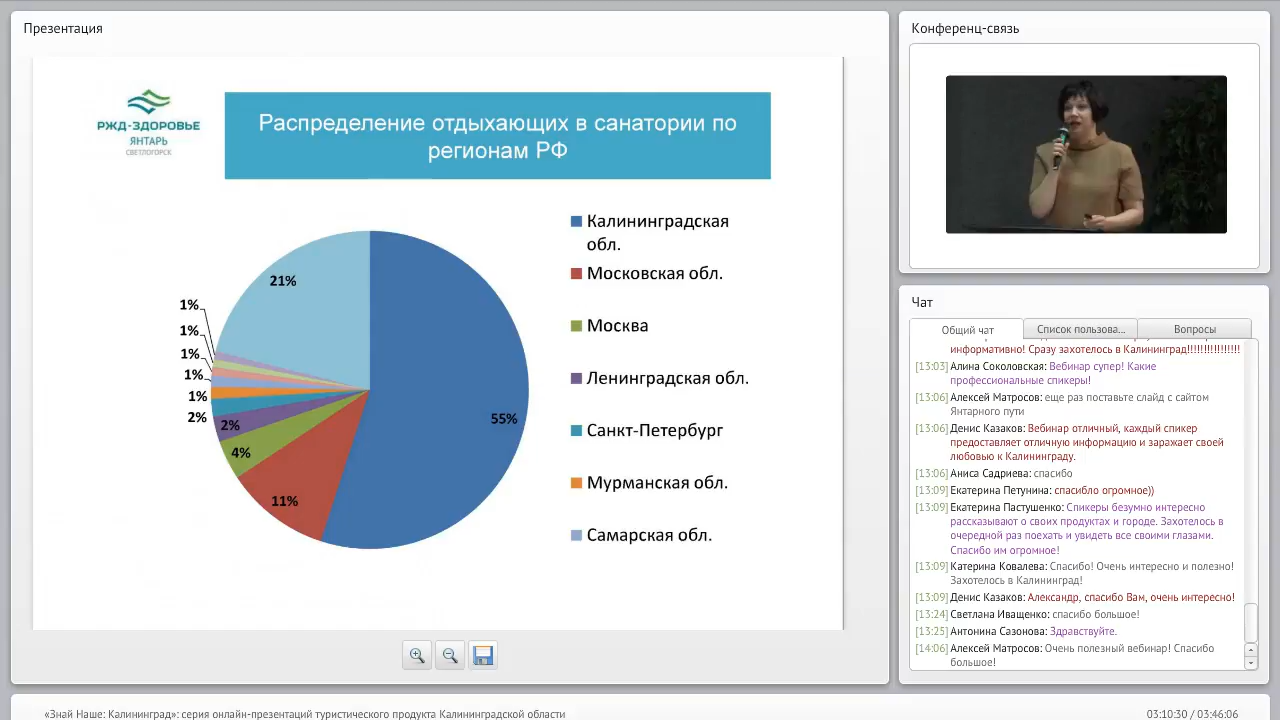 Презентация
РЖД-ЗДОРОВЬЕ
ЯНТАРЬ
СВЕТЛОГОРСК
Распределение отдыхающих в санатории по
регионам РФ
21%
1%
1%
1%
1%
1%
2%
2%
4%
11%
55%
Калининградская
обл.
Московская обл.
Москва
Ленинградская обл.
Санкт-Петербург
Мурманская обл.
Самарская обл.
Конференц-связь
Чат
Общий чат
Список пользова...
Вопросы
информативно! Сразу захотелось в Калининград!!!!!!!!!!!!!!!!
[13:03] Алина Соколовская: Вебинар супер! Какие
профессиональные спикеры!
[13:06] Алексей Матросов: еще раз поставьте слайд с сайтом
Янтарного пути
[13:06] Денис Казаков: Вебинар отличный, каждый спикер
предоставляет отличную информацию и заражает своей
любовью к Калининграду.
[13:06] Аниса Садриева: спасибо
[13:09] Екатерина Петунина: спасибло огромное))
[13:09] Екатерина Пастушенко: Спикеры безумно интересно
рассказывают о своих продуктах и городе. Захотелось в
очередной раз поехать и увидеть все своими глазами.
Спасибо им огромное!
[13:09] Катерина Ковалева: Спасибо! Очень интересно и полезно!
Захотелось в Калининград!
[13:09] Денис Казаков: Александр, спасибо Вам, очень интересно!
[13:24] Светлана Иващенко: спасибо большое!
[13:25] Антонина Сазонова: Здравствуйте.
[14:06] Алексей Матросов: Очень полезный вебинар! Спасибо
большое!
«Знай Наше: Калининград»: серия онлайн-презентаций туристического продукта Калининградской области
03:10:30 / 03:46:06